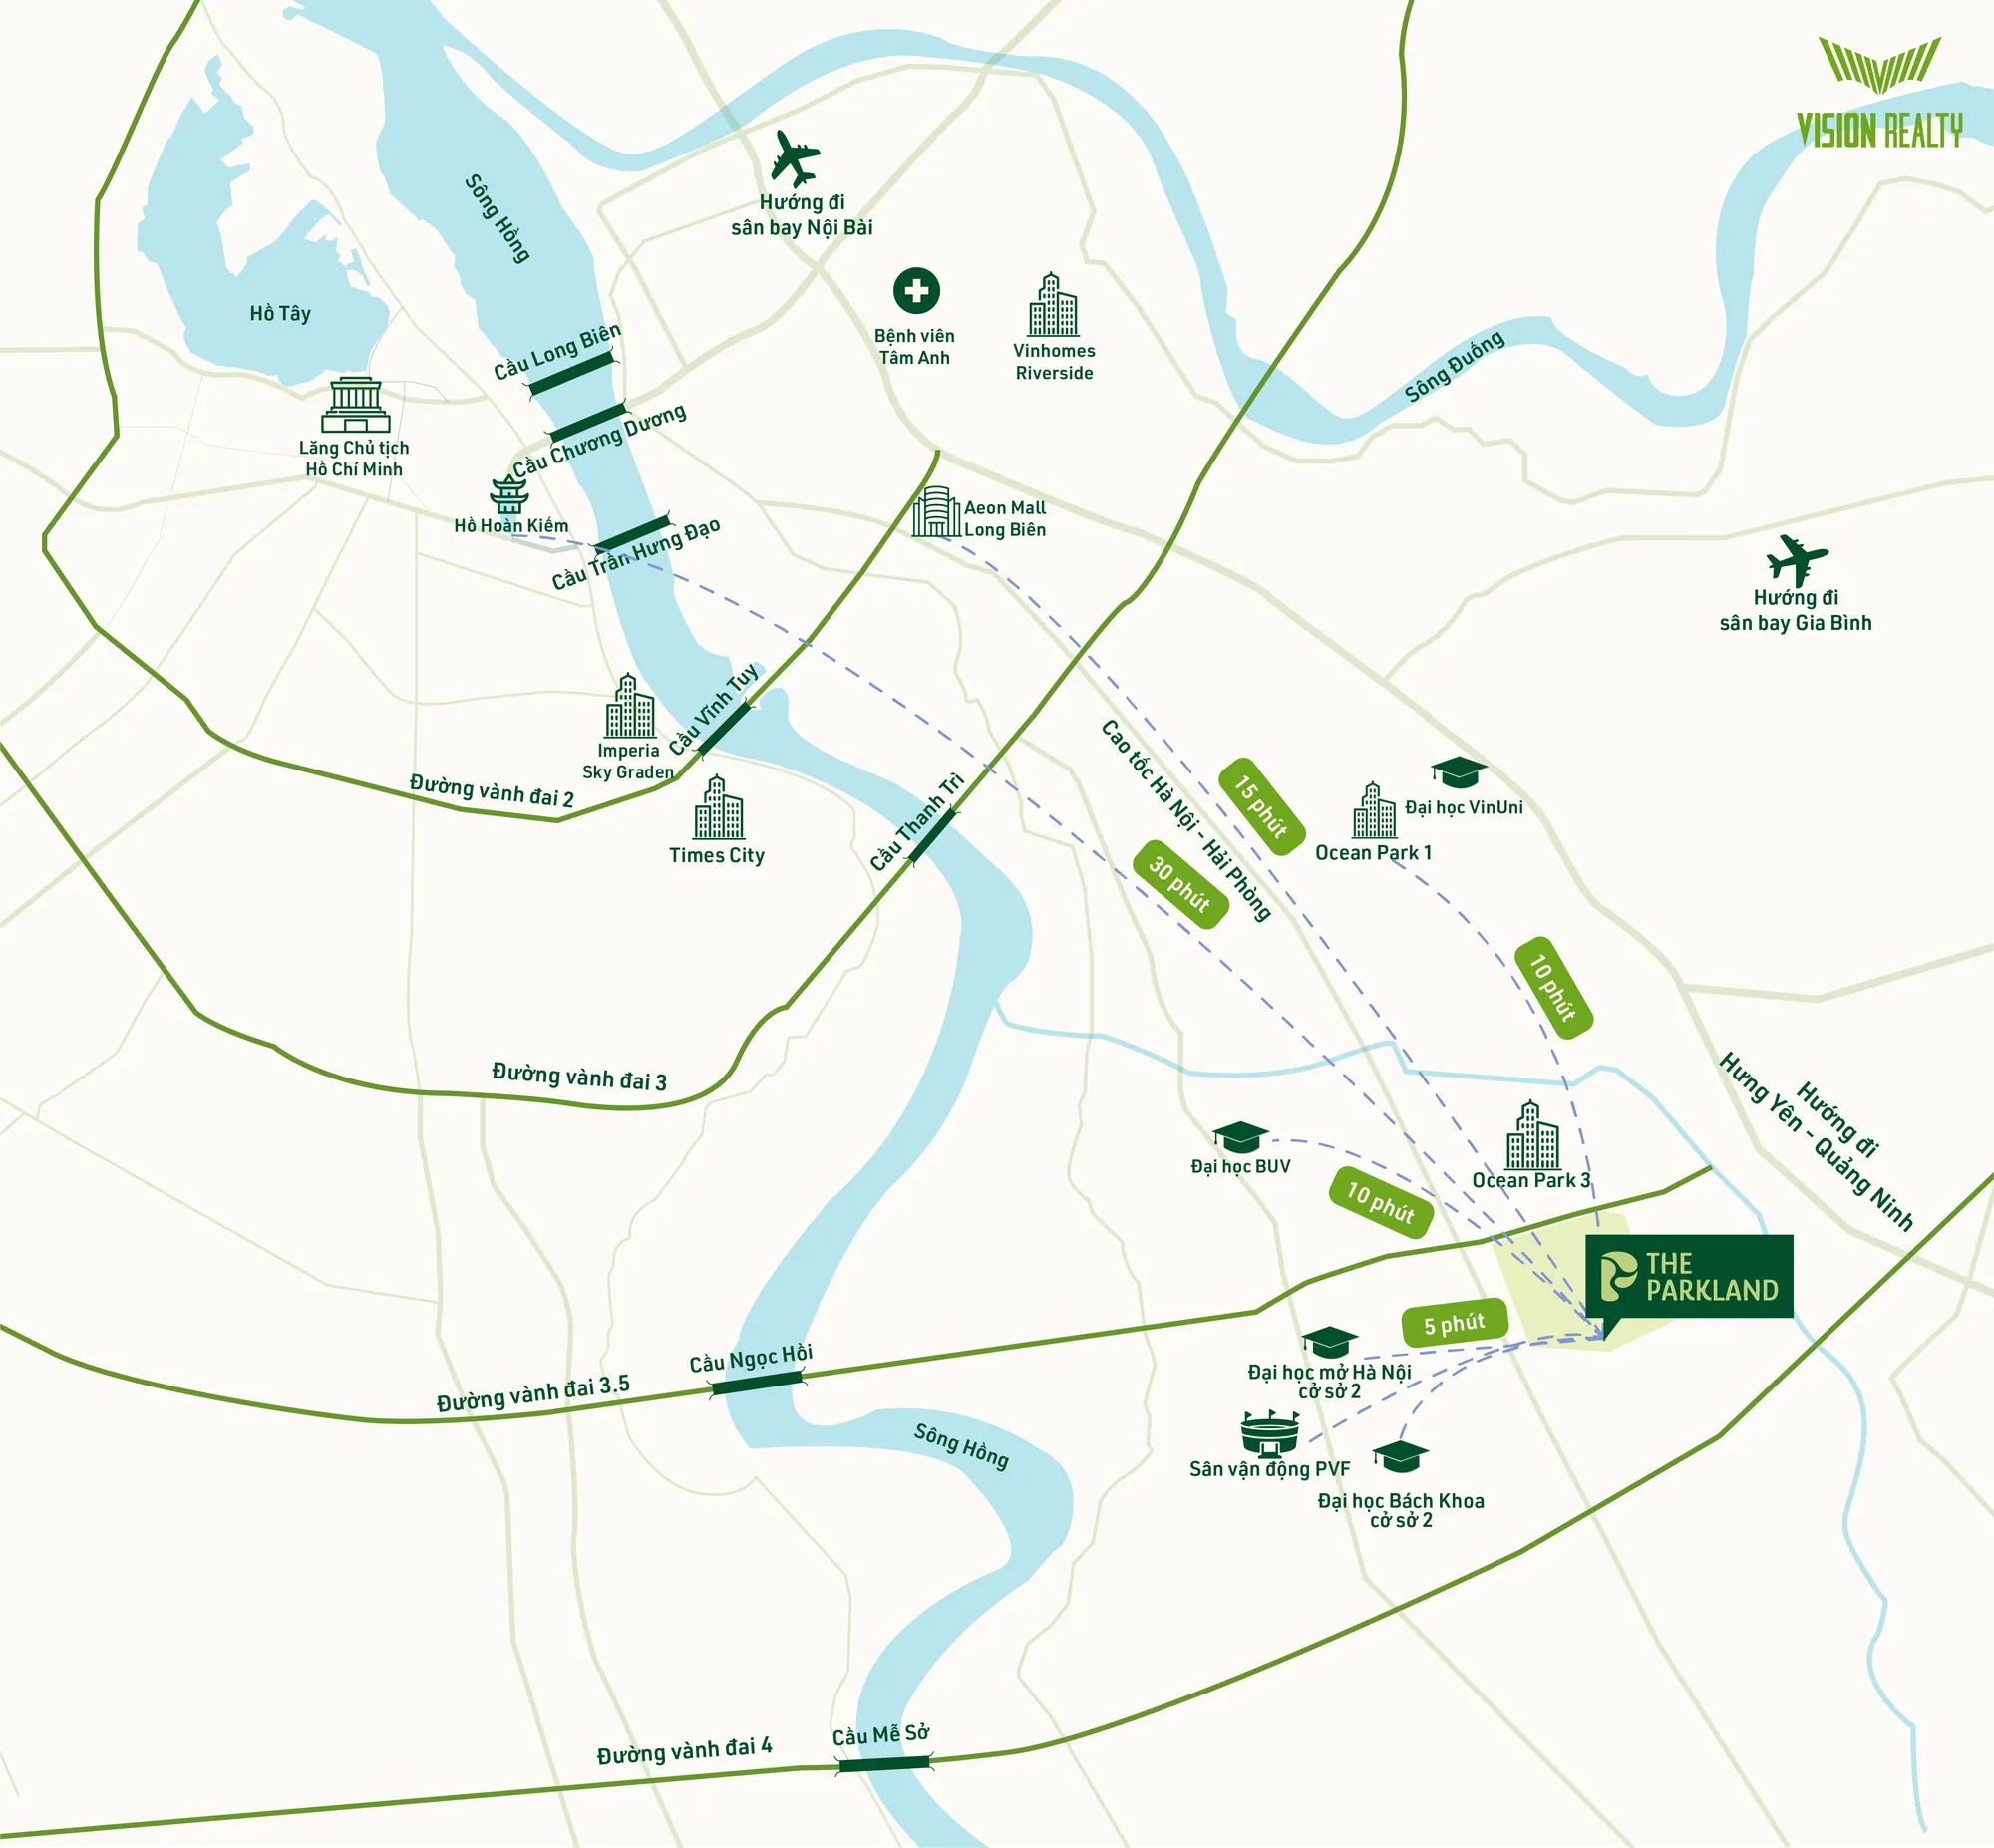 VISION REALTY
Sông Hồng
Hướng đi
sân bay Nội Bài
Hồ Tây
Bệnh viên
Tâm Anh
Vinhomes
Riverside
Sông Đuống
Cầu Long Biên
Cầu Chương Dương
Lăng Chủ tịch
Hồ Chí Minh
Hồ Hoàn Kiếm
Cầu Trần Hưng Đạo
Aeon Mall
Long Biên
Hướng đi
sân bay Gia Bình
Cầu Vĩnh Tuy
Imperia
Sky Graden
Đường vành đai 2
Times City
Cầu Thanh Trì
Cao tốc Hà Nội - Hải Phòng
15 phút
30 phút
Đại học VinUni
Ocean Park 1
10 phút
Đường vành đai 3
Hướng đi
Hưng Yên - Quảng Ninh
Đại học BUV
10 phút
Ocean Park 3
THE
PARKLAND
5 phút
Cầu Ngọc Hồi
Đường vành đai 3.5
Đại học mở Hà Nội
cở sở 2
Sông Hồng
Sân vận động PVF
Đại học Bách Khoa
cở sở 2
Cầu Mễ Sở
Đường vành đai 4